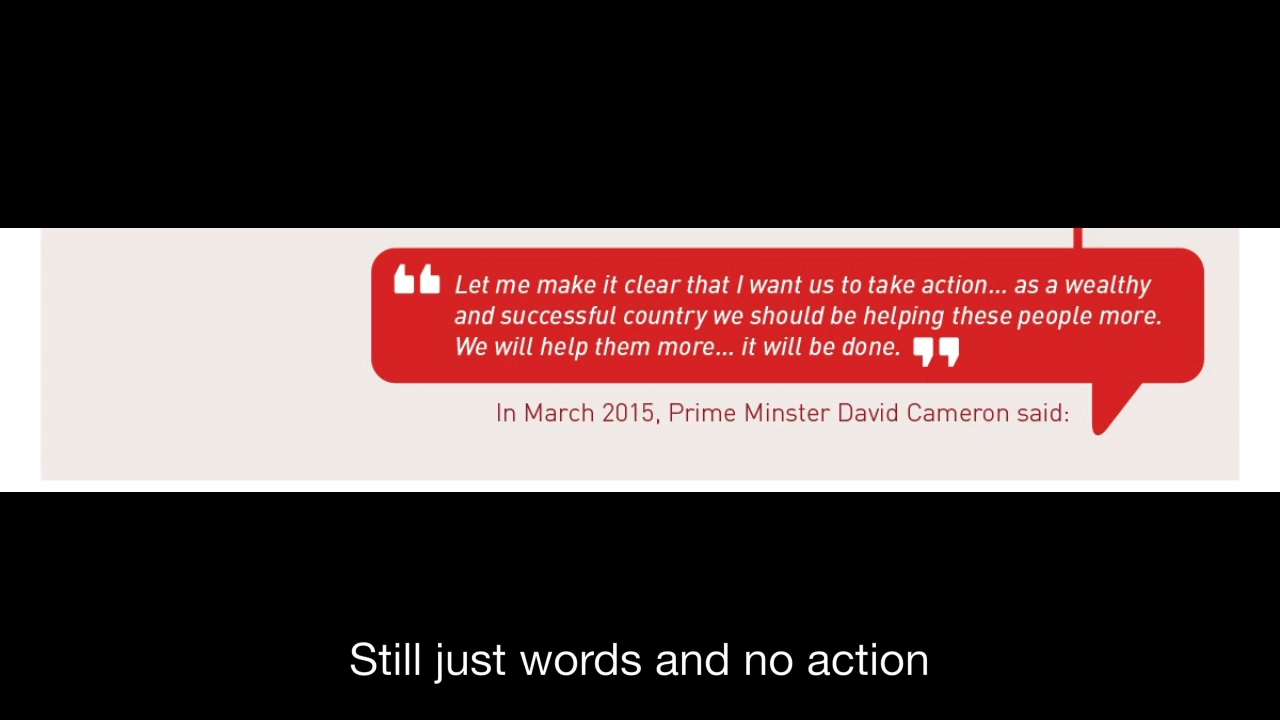 “ Let me make it clear that I want us to take action... as a wealthy
and successful country we should be helping these people more.
We will help them more... it will be done. ”
In March 2015, Prime Minster David Cameron said:
Still just words and no action